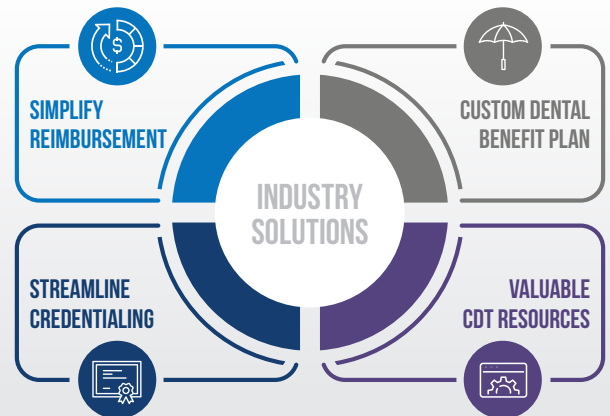 SIMPLIFY
REIMBURSEMENT
CUSTOM DENTAL
BENEFIT PLAN
INDUSTRY
SOLUTIONS
STREAMLINE
CREDENTIALING
VALUABLE
CDT RESOURCES
$